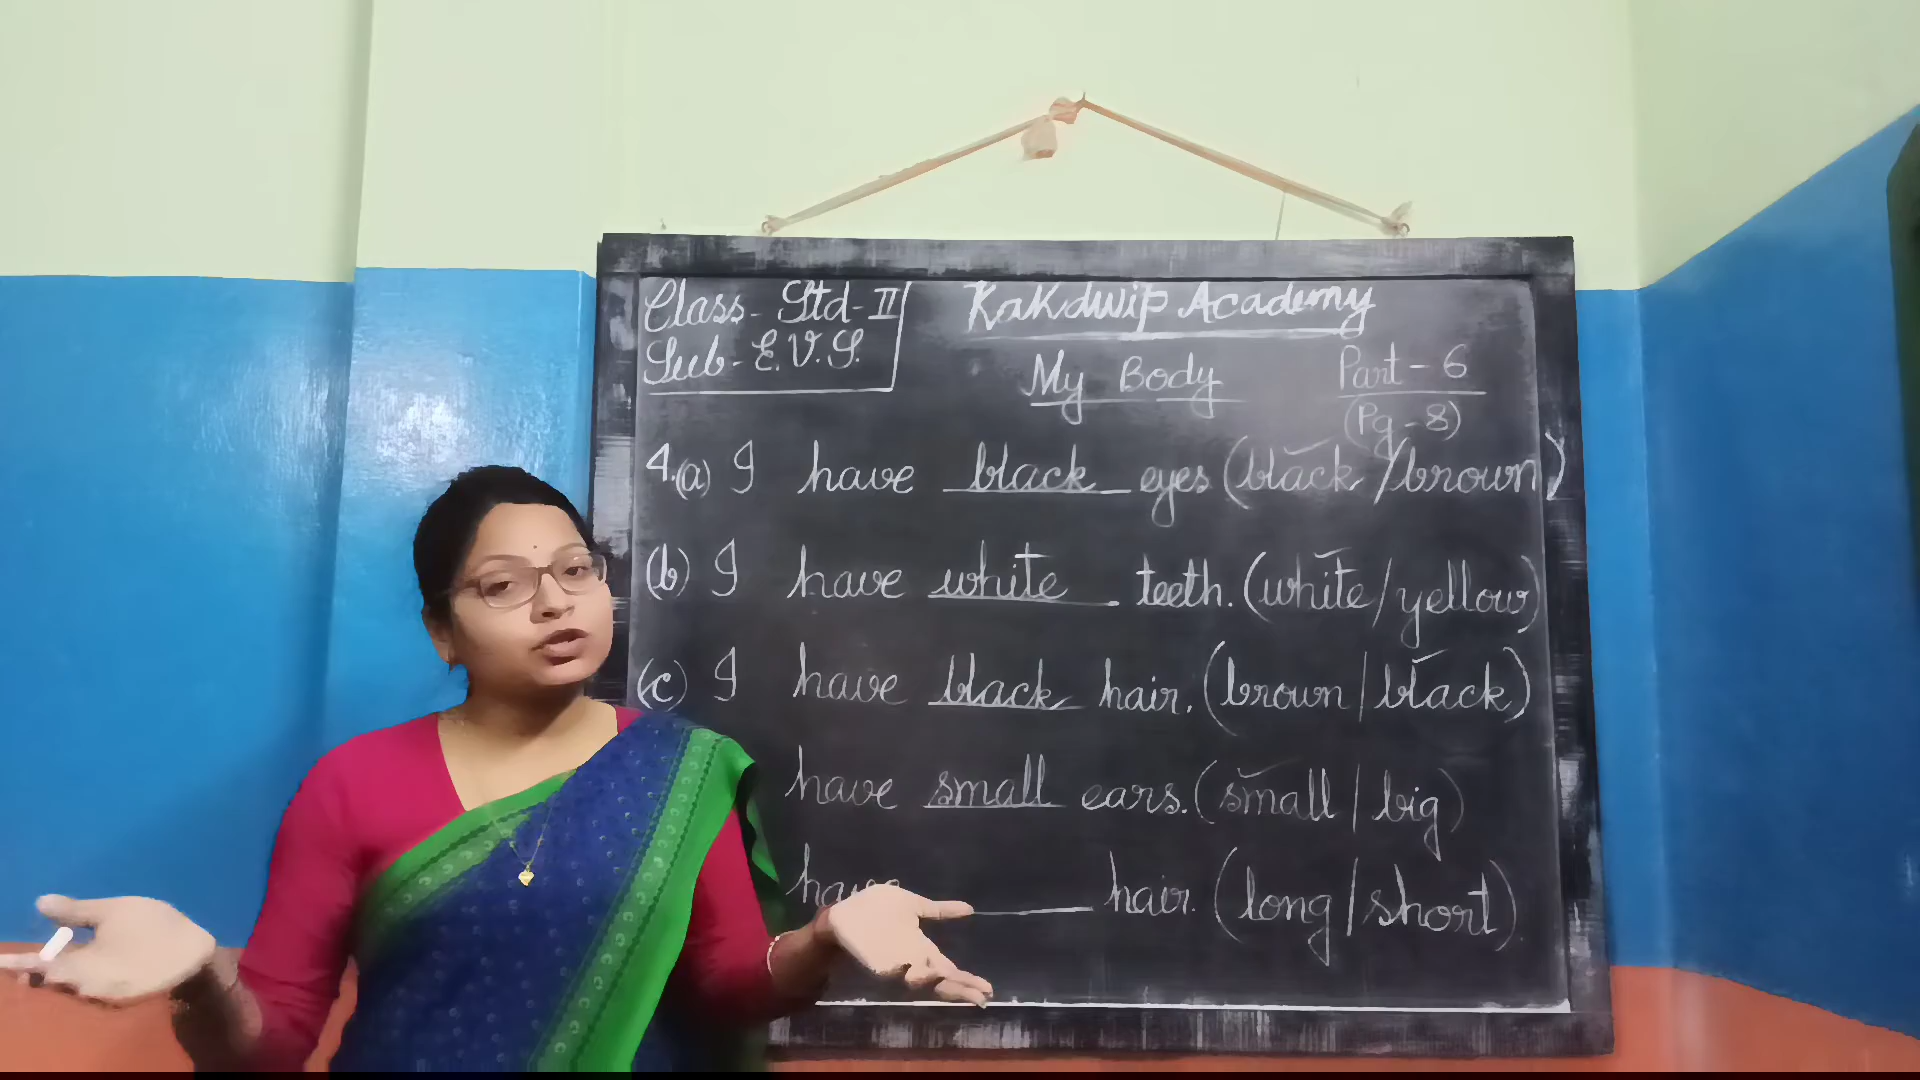 Class- Std-II
Sub- E.V.S.
KaKdwip Academy
My Body
Part-6
(Pg-8)
4.(a) I have black eyes (black/brown)
(b) I have white teeth. (white/yellow)
(c) I have black hair. (brown/black)
have small ears. (small/big)
have ______ hair. (long/short).